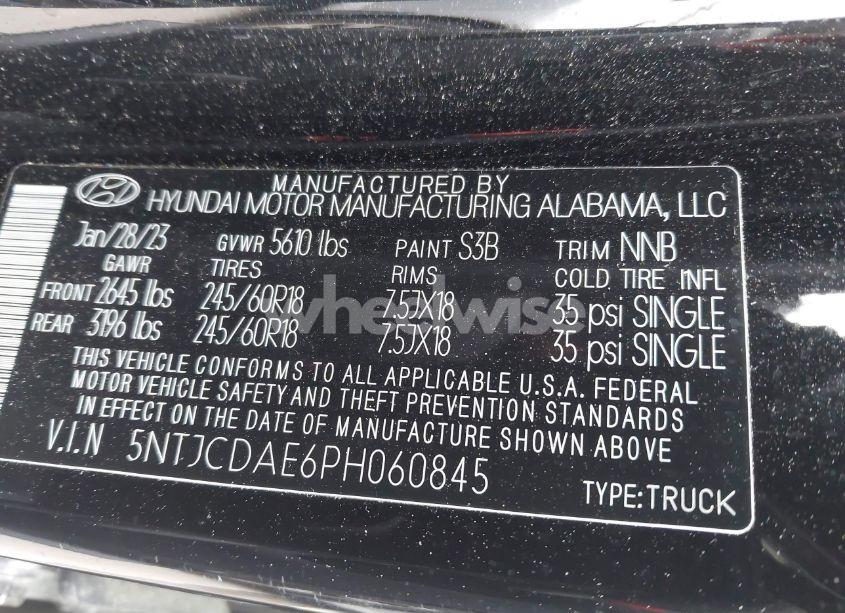 MANUFACTURED BY
HYUNDAI MOTOR MANUFACTURING ALABAMA, LLC
Jan/28/23 GVWR 5610 lbs PAINT S3B TRIM NNB
GAWR TIRES RIMS COLD TIRE INFL
FRONT 2645 lbs 245/60R18 7.5JX18 35 psi SINGLE
REAR 3196 lbs 245/60R18 7.5JX18 35 psi SINGLE
THIS VEHICLE CONFORMS TO ALL APPLICABLE U.S.A. FEDERAL
MOTOR VEHICLE SAFETY AND THEFT PREVENTION STANDARDS
IN EFFECT ON THE DATE OF MANUFACTURE SHOWN ABOVE
V.I.N 5NTJCDAE6PH060845
TYPE:TRUCK
wheelwise